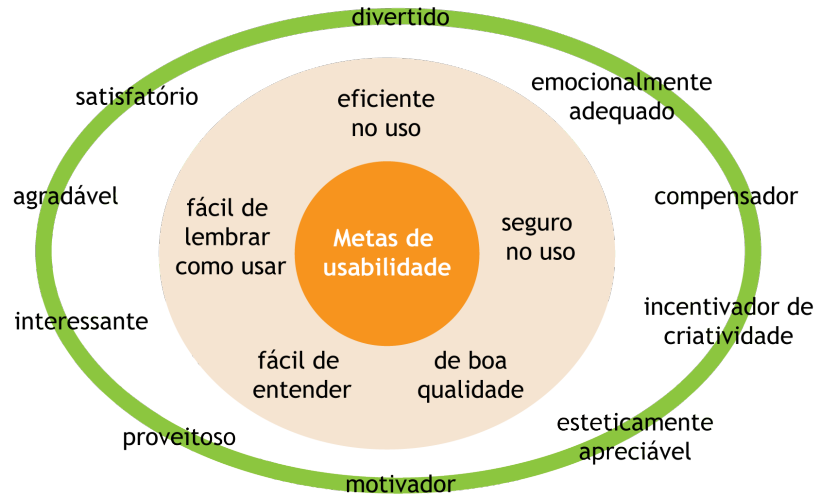 divertido
emocionalmente
adequado
compensador
incentivador de
criatividade
esteticamente
apreciável
motivador
proveitoso
interessante
agradável
satisfatório
eficiente
no uso
seguro
no uso
de boa
qualidade
fácil de
entender
fácil de
lembrar
como usar
Metas de
usabilidade